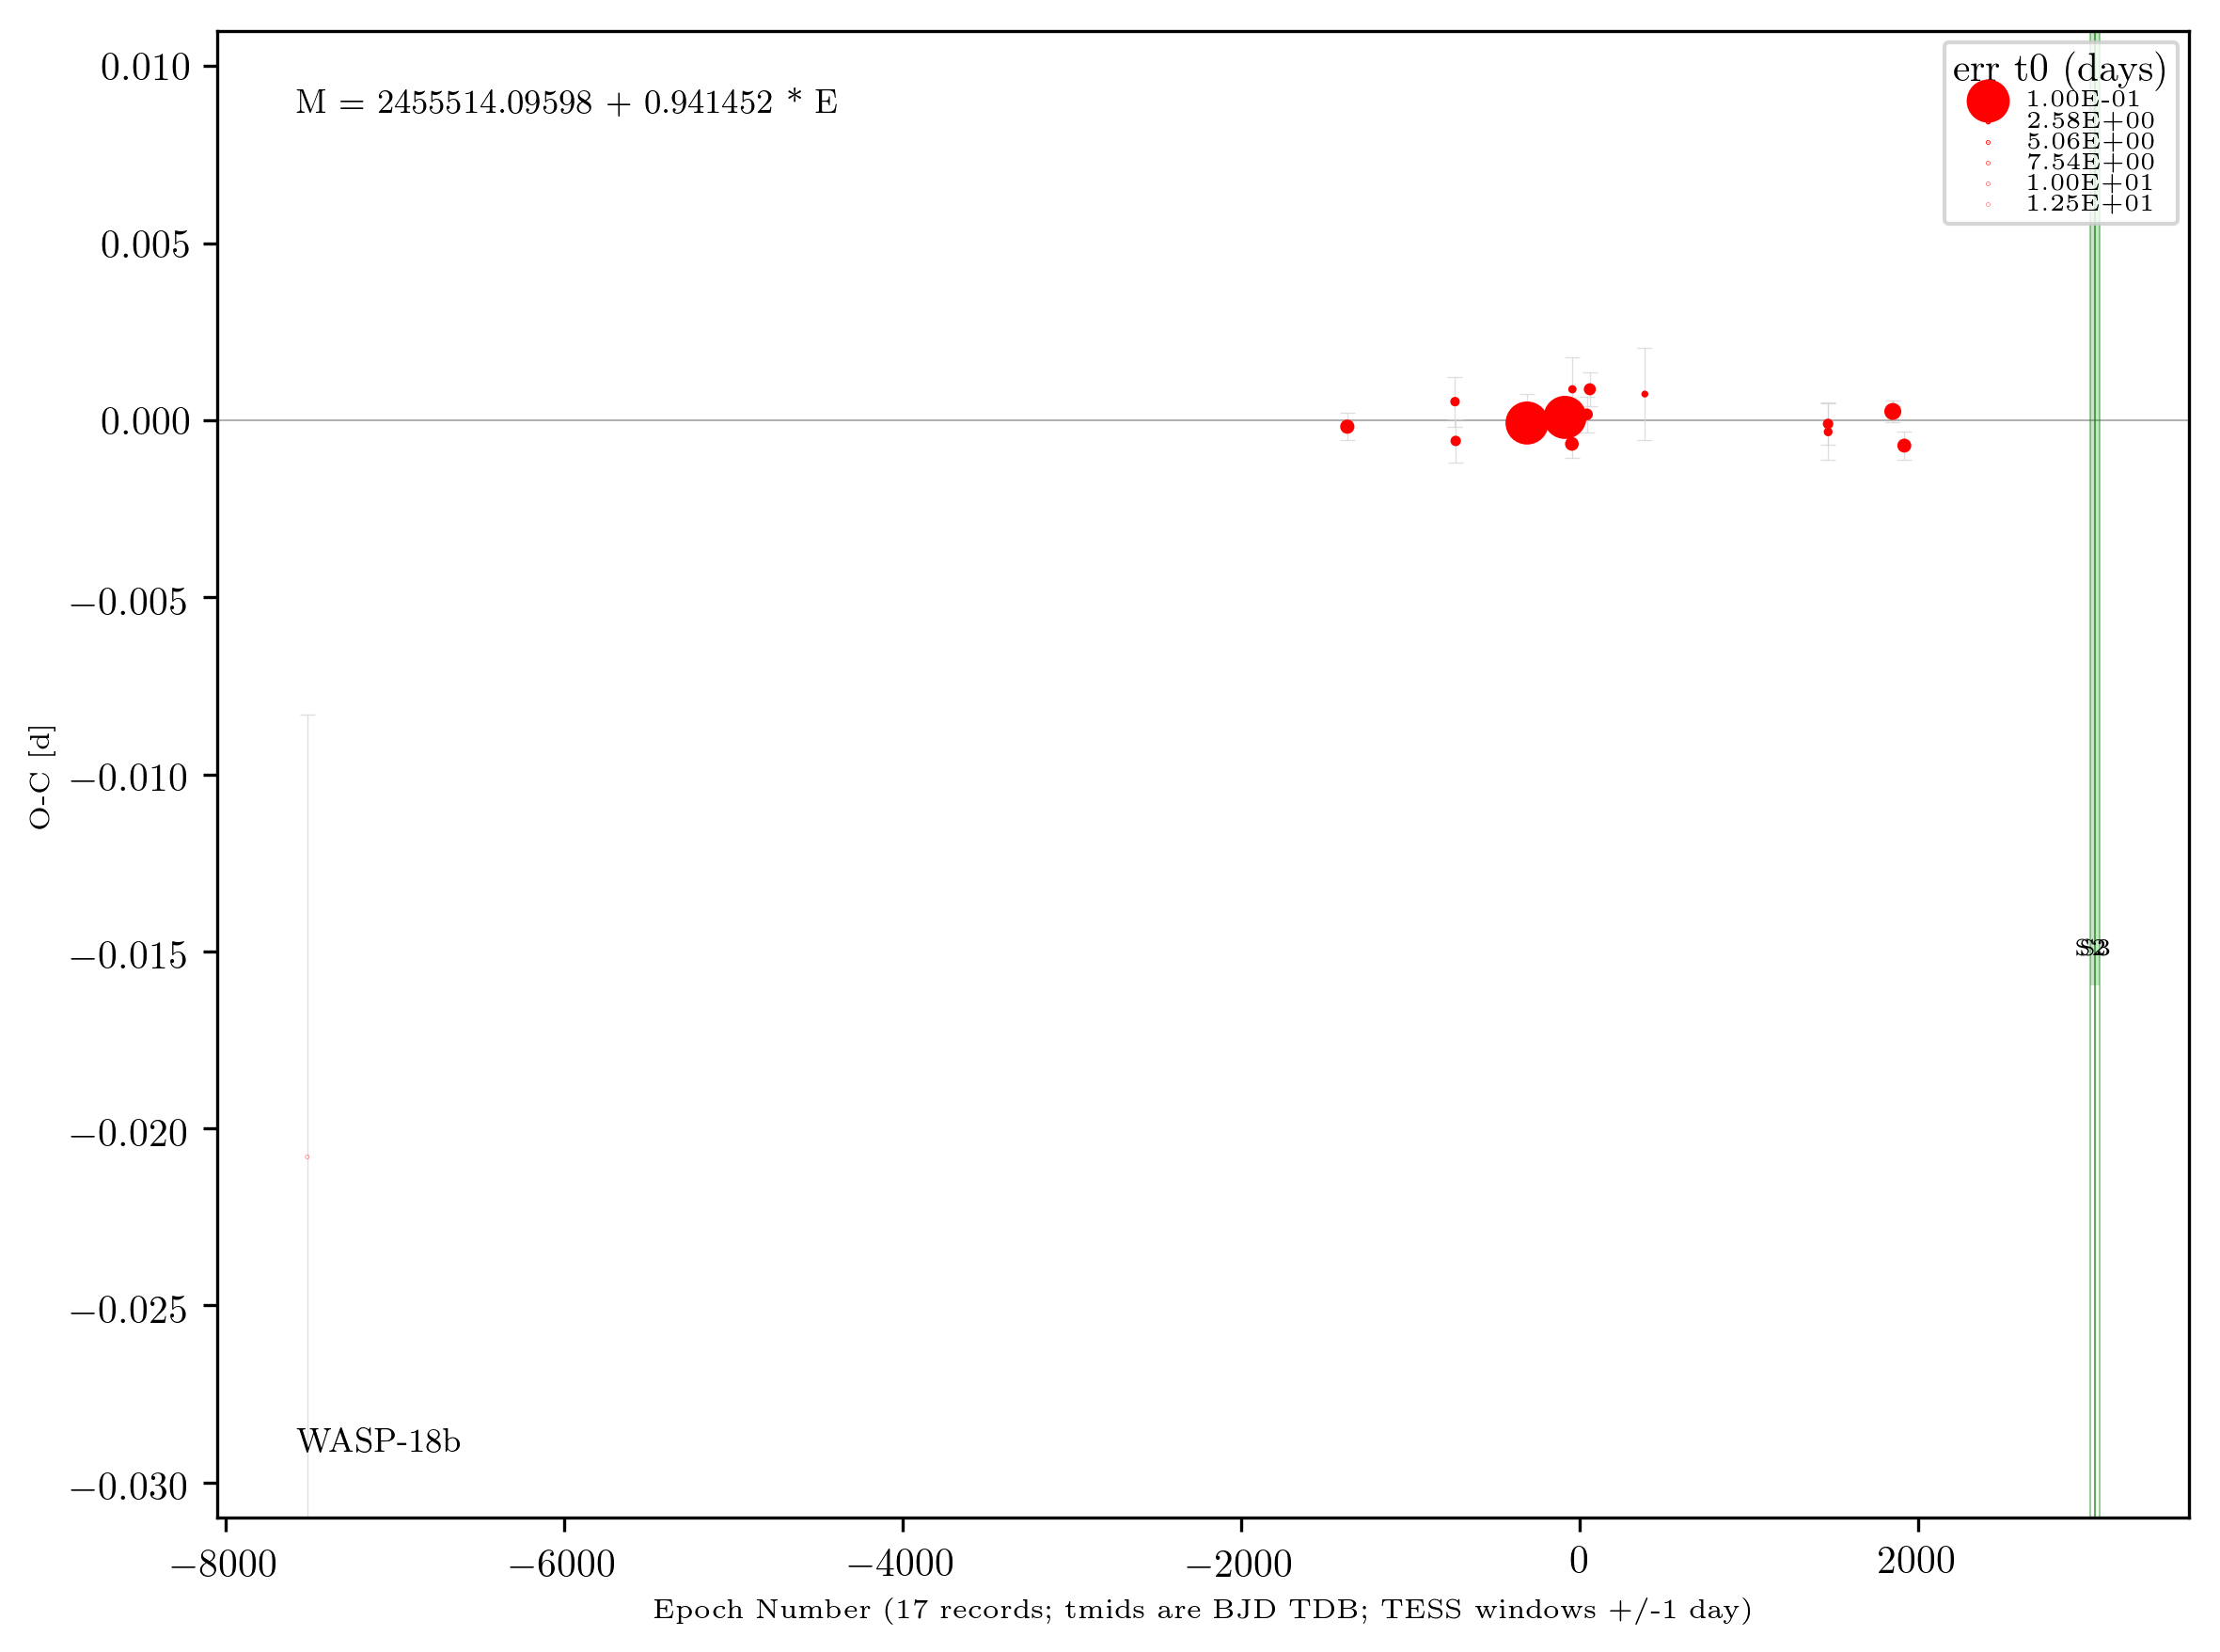 M = 2455514.09598 + 0.941452 * E
err t0 (days)
1.00E-01
2.58E+00
5.06E+00
7.54E+00
1.00E+01
1.25E+01
0.010
0.005
0.000
−0.005
−0.010
−0.015
−0.020
−0.025
−0.030
O-C [d]
WASP-18b
−8000
−6000
−4000
−2000
0
2000
Epoch Number (17 records; tmids are BJD TDB; TESS windows +/-1 day)